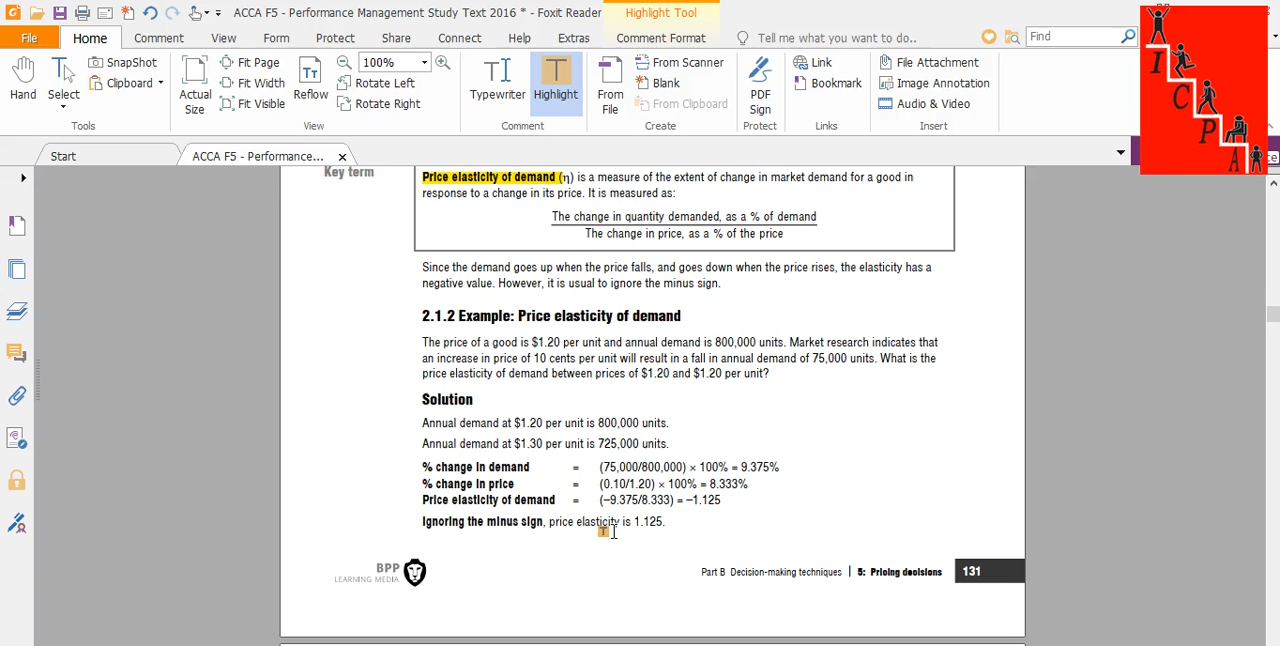 ACCA F5 - Performance Management Study Text 2016 * - Foxit Reader
Highlight Tool
File Home Comment View Form Protect Share Connect Help Extras Comment Format Tell me what you want to do.. Find
Hand
Select
SnapShot
Clipboard
Tools
Actual Size
Fit Page
Fit Width
Fit Visible
Reflow
100%
Rotate Left
Rotate Right
View
Typewriter
Highlight
Comment
From File
From Scanner
Blank
From Clipboard
Create
PDF Sign
Protect
Link
Bookmark
Links
File Attachment
Image Annotation
Audio & Video
Insert
I
C
P
A
Start
ACCA F5 - Performance...
Key term
Price elasticity of demand (η) is a measure of the extent of change in market demand for a good in
response to a change in its price. It is measured as:
The change in quantity demanded, as a % of demand
The change in price, as a % of the price
Since the demand goes up when the price falls, and goes down when the price rises, the elasticity has a
negative value. However, it is usual to ignore the minus sign.
2.1.2 Example: Price elasticity of demand
The price of a good is $1.20 per unit and annual demand is 800,000 units. Market research indicates that
an increase in price of 10 cents per unit will result in a fall in annual demand of 75,000 units. What is the
price elasticity of demand between prices of $1.20 and $1.20 per unit?
Solution
Annual demand at $1.20 per unit is 800,000 units.
Annual demand at $1.30 per unit is 725,000 units.
% change in demand = (75,000/800,000) × 100% = 9.375%
% change in price = (0.10/1.20) × 100% = 8.333%
Price elasticity of demand = (–9.375/8.333) = –1.125
Ignoring the minus sign, price elasticity is 1.125.
BPP
LEARNING MEDIA
Part B Decision-making techniques | 5: Pricing decisions 131